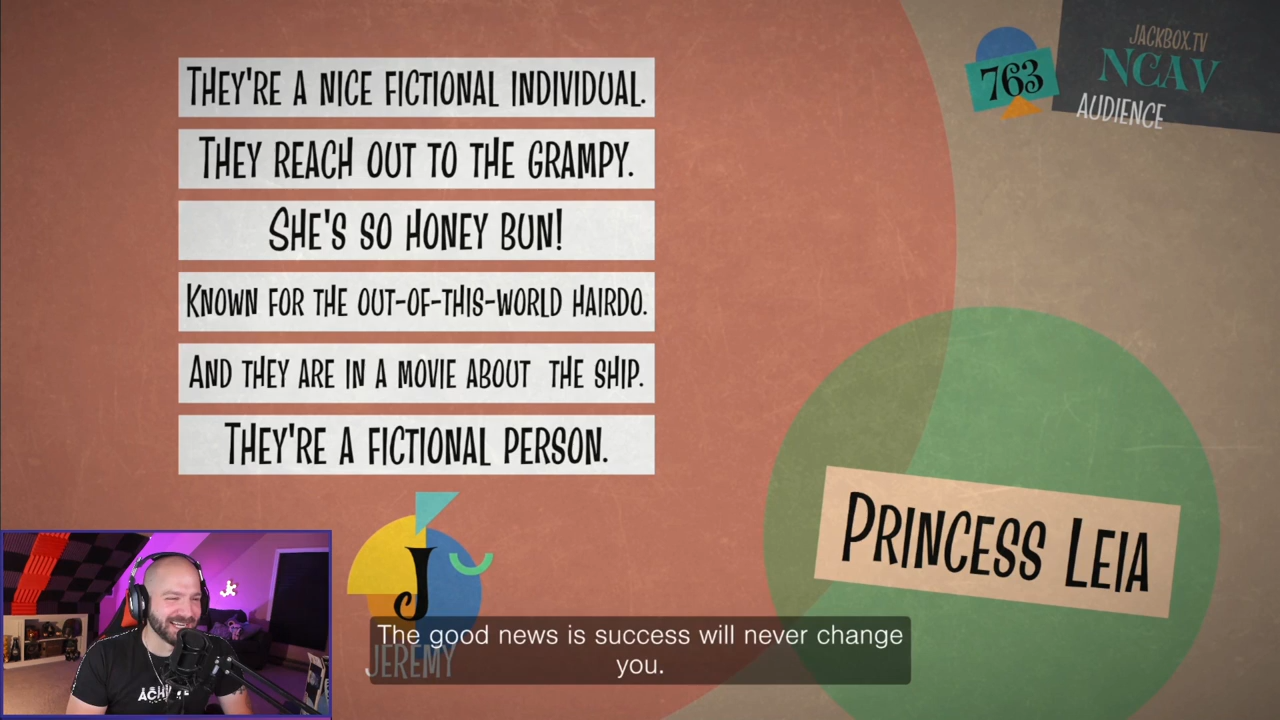 THEY'RE A NICE FICTIONAL INDIVIDUAL.
THEY REACH OUT TO THE GRAMPY.
SHE'S SO HONEY BUN!
KNOWN FOR THE OUT-OF-THIS-WORLD HAIRDO.
AND THEY ARE IN A MOVIE ABOUT THE SHIP.
THEY'RE A FICTIONAL PERSON.
763
JACKBOX.TV
NCAV
AUDIENCE
PRINCESS LEIA
J
JEREMY
The good news is success will never change
you.